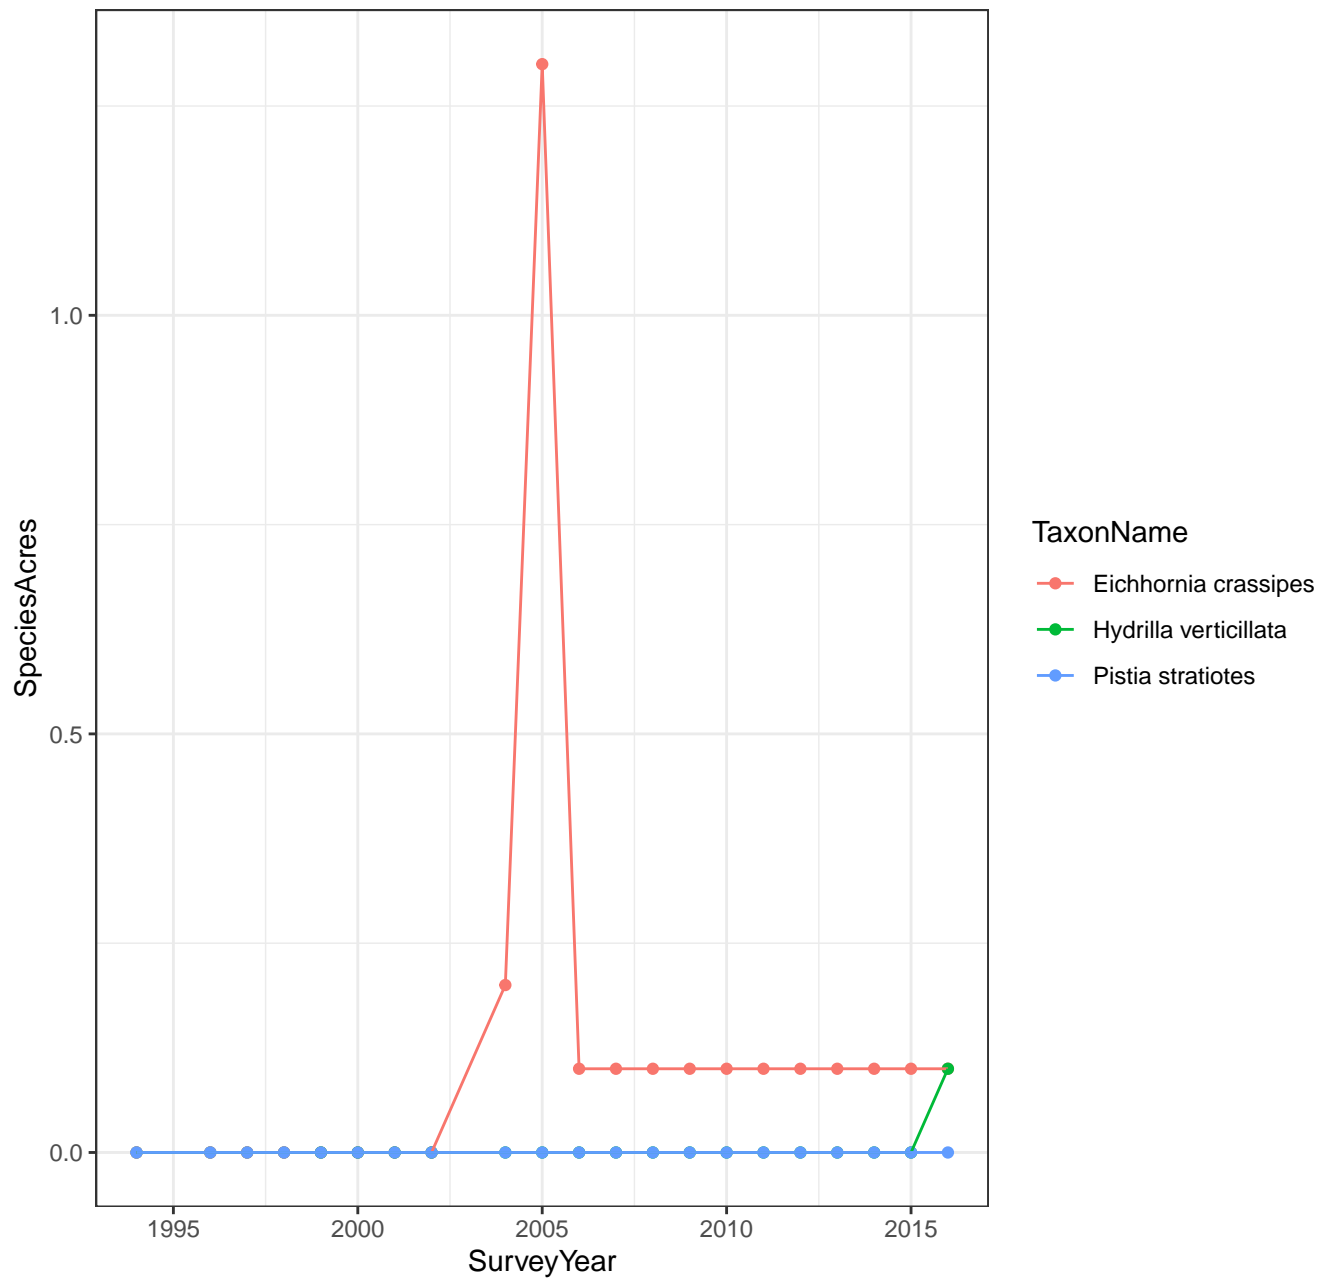 SpeciesAcres
1.0
0.5
0.0
1995 2000 2005 2010 2015
SurveyYear
TaxonName
Eichhornia crassipes
Hydrilla verticillata
Pistia stratiotes